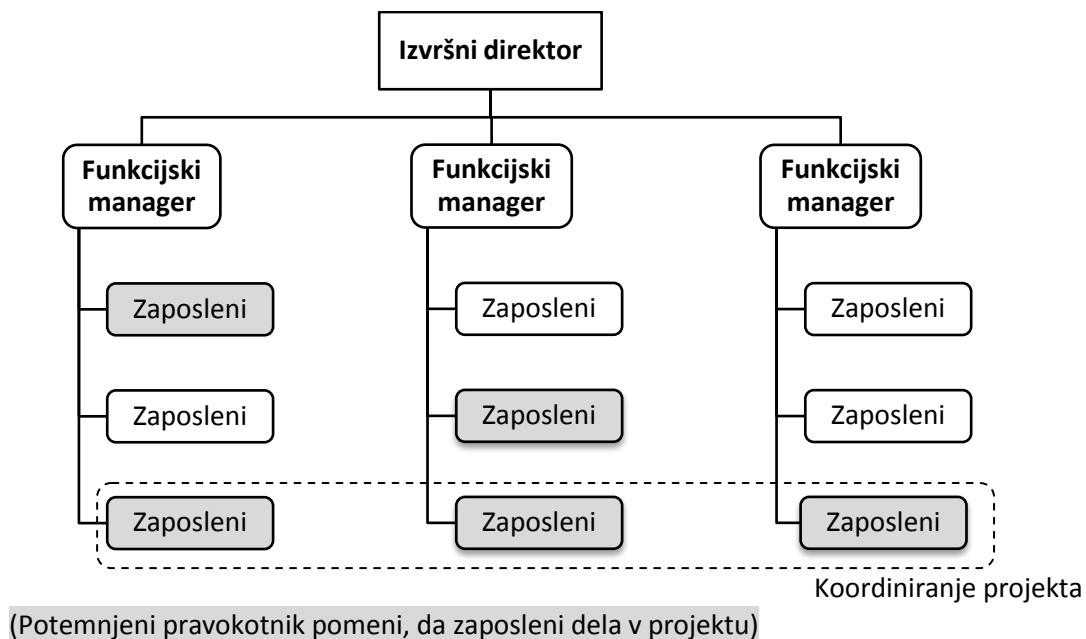 Izvršni direktor
Funkcijski
manager
Funkcijski
manager
Funkcijski
manager
Zaposleni
Zaposleni
Zaposleni
Zaposleni
Zaposleni
Zaposleni
Zaposleni
Zaposleni
Zaposleni
Koordiniranje projekta
(Potemnjeni pravokotnik pomeni, da zaposleni dela v projektu)